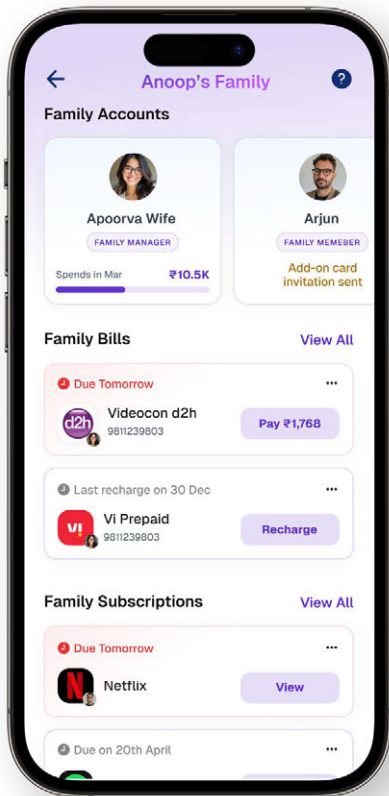 Anoop's Family
?
Family Accounts
Apoorva Wife
FAMILY MANAGER
Spends in Mar ₹10.5K
Arjun
FAMILY MEMEBER
Add-on card
invitation sent
Family Bills View All
Due Tomorrow
d2h
Videocon d2h
9811239803
Pay ₹1,768
Last recharge on 30 Dec
VI
Vi Prepaid
9811239803
Recharge
Family Subscriptions View All
Due Tomorrow
N
Netflix
View
Due on 20th April